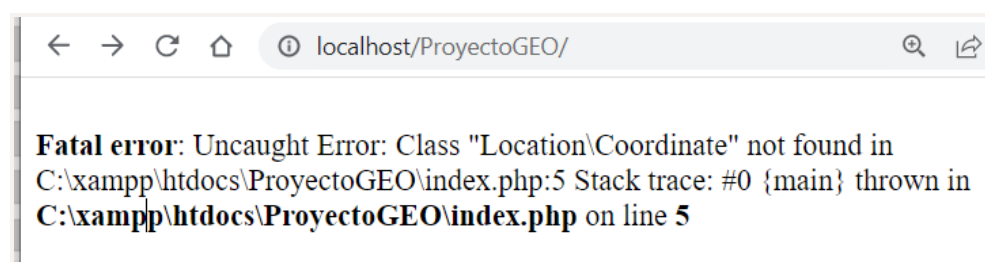 localhost/ProyectoGEO/
Fatal error: Uncaught Error: Class "Location\Coordinate" not found in
C:\xampp\htdocs\ProyectoGEO\index.php:5 Stack trace: #0 {main} thrown in
C:\xampp\htdocs\ProyectoGEO\index.php on line 5